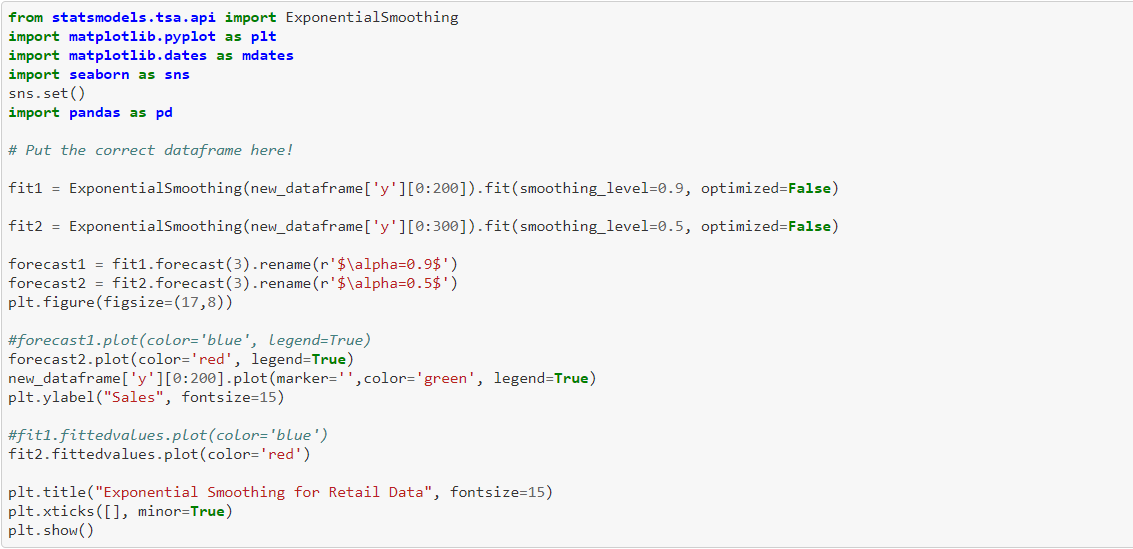 from statsmodels.tsa.api import ExponentialSmoothing
import matplotlib.pyplot as plt
import matplotlib.dates as mdates
import seaborn as sns
sns.set()
import pandas as pd
# Put the correct dataframe here!
fit1 = ExponentialSmoothing(new_dataframe['y'][0:200]).fit(smoothing_level=0.9, optimized=False)
fit2 = ExponentialSmoothing(new_dataframe['y'][0:300]).fit(smoothing_level=0.5, optimized=False)
forecast1 = fit1.forecast(3).rename(r'$\alpha=0.9$')
forecast2 = fit2.forecast(3).rename(r'$\alpha=0.5$')
plt.figure(figsize=(17,8))
#forecast1.plot(color='blue', legend=True)
forecast2.plot(color='red', legend=True)
new_dataframe['y'][0:200].plot(marker='',color='green', legend=True)
plt.ylabel("Sales", fontsize=15)
#fit1.fittedvalues.plot(color='blue')
fit2.fittedvalues.plot(color='red')
plt.title("Exponential Smoothing for Retail Data", fontsize=15)
plt.xticks([], minor=True)
plt.show()